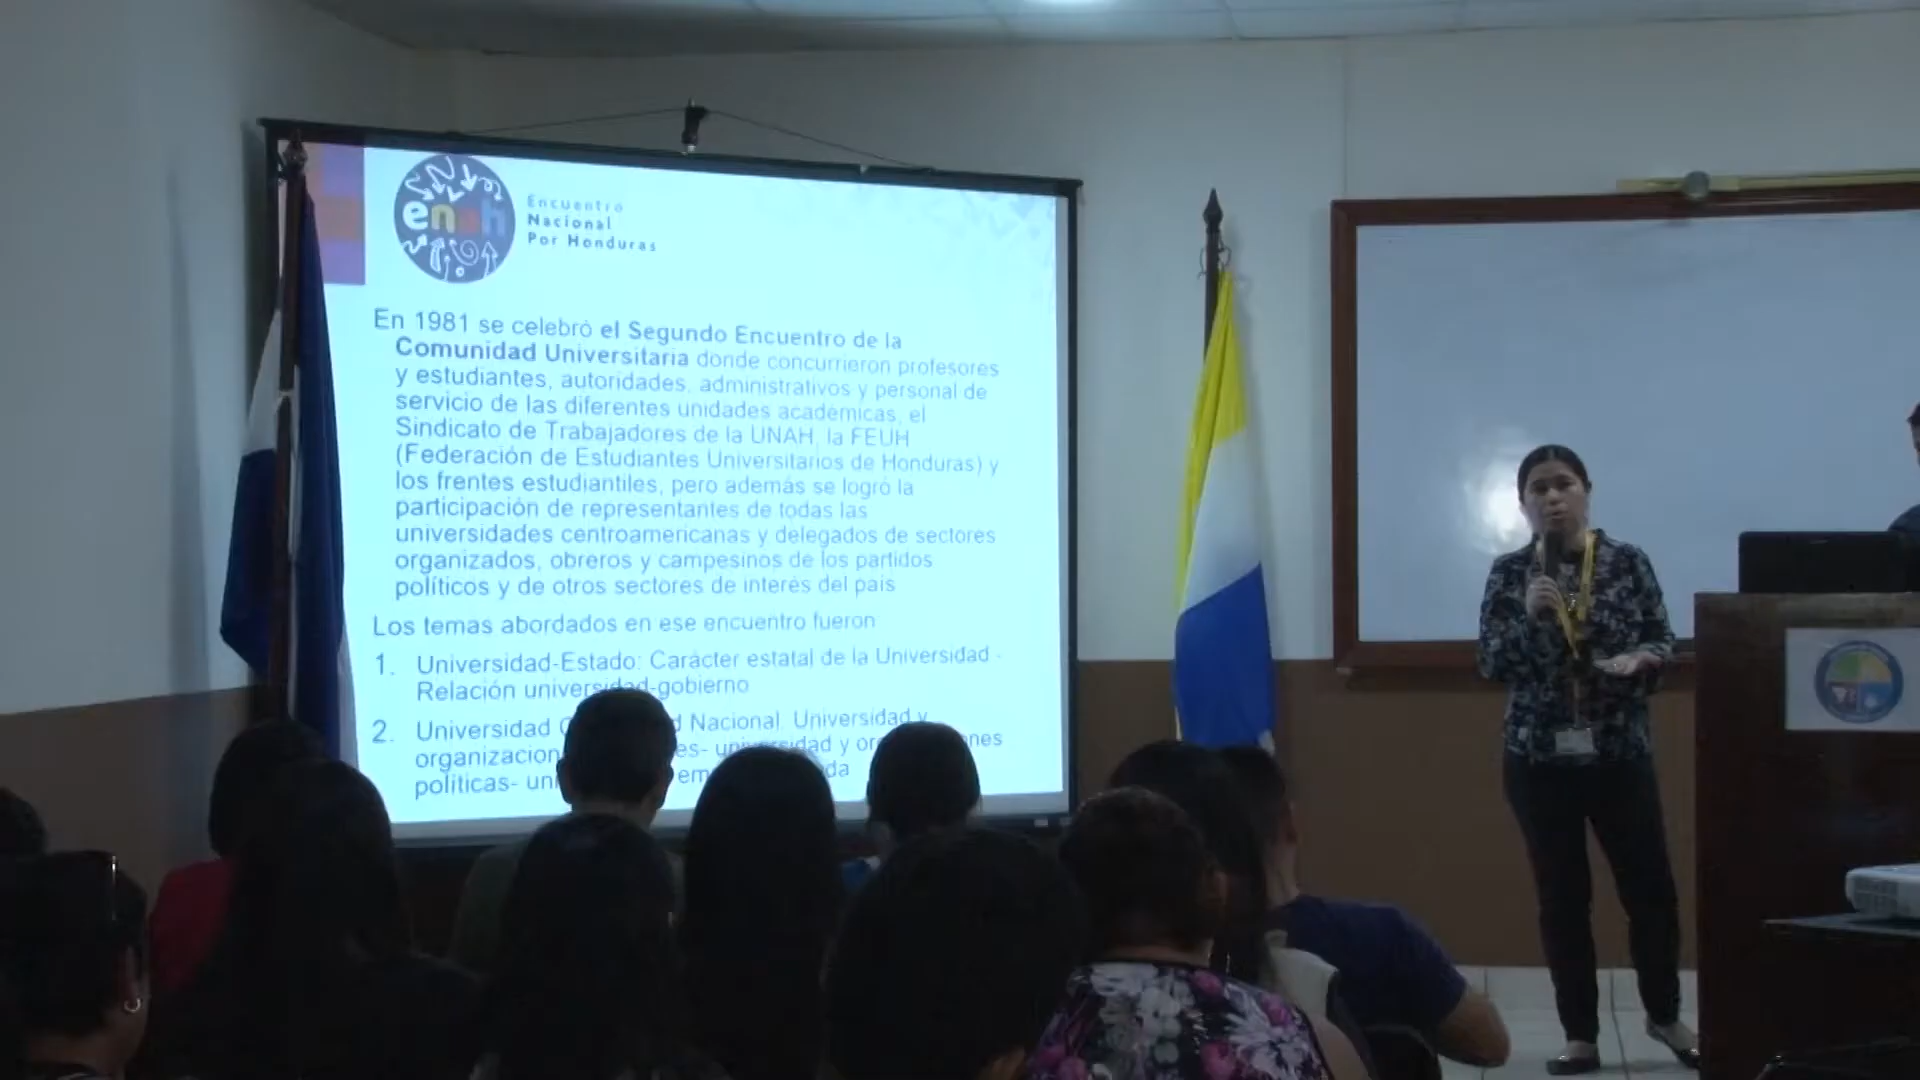 enah
Encuentro
Nacional
Por Honduras
En 1981 se celebró el Segundo Encuentro de la
Comunidad Universitaria donde concurrieron profesores
y estudiantes, autoridades, administrativos y personal de
servicio de las diferentes unidades académicas, el
Sindicato de Trabajadores de la UNAH, la FEUH
(Federación de Estudiantes Universitarios de Honduras) y
los frentes estudiantiles, pero además se logró la
participación de representantes de todas las
universidades centroamericanas y delegados de sectores
organizados, obreros y campesinos de los partidos
políticos y de otros sectores de interés del país
Los temas abordados en ese encuentro fueron
1. Universidad-Estado: Carácter estatal de la Universidad -
Relación universidad-gobierno
2. Universidad Nacional. Universidad y
universidad y
políticas-